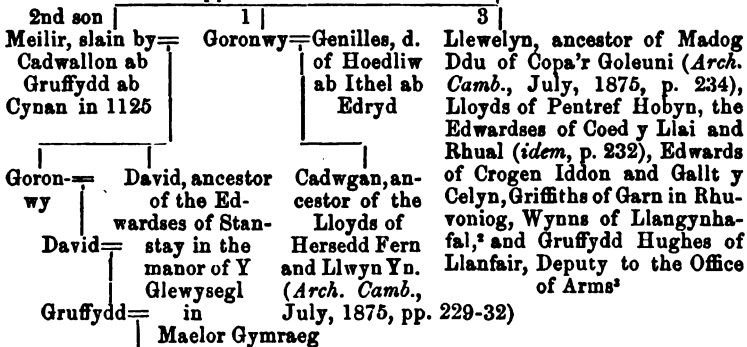 2nd son 1 3
Meilir, slain by=
Cadwallon ab
Gruffydd ab
Cynan in 1125
Goronwy=Genilles, d.
of Hoedliw
ab Ithel ab
Edryd
Llewelyn, ancestor of Madog
Ddu of Copa'r Goleuni (Arch.
Camb., July, 1875, p. 234),
Lloyds of Pentref Hobyn, the
Edwardses of Coed y Llai and
Rhual (idem, p. 232), Edwards
of Crogen Iddon and Gallt y
Celyn, Griffiths of Garn in Rhu-
voniog, Wynns of Llangynha-
fal,² and Gruffydd Hughes of
Llanfair, Deputy to the Office
of Arms³
Goron-=
wy
David=
Gruffydd=
David, ancestor
of the Ed-
wardses of Stan-
stay in the
manor of Y
Glewysegl
in
Maelor Gymraeg
Cadwgan, an-
cestor of the
Lloyds of
Hersedd Fern
and Llwyn Yn.
(Arch. Camb.,
July, 1875, pp. 229-32)